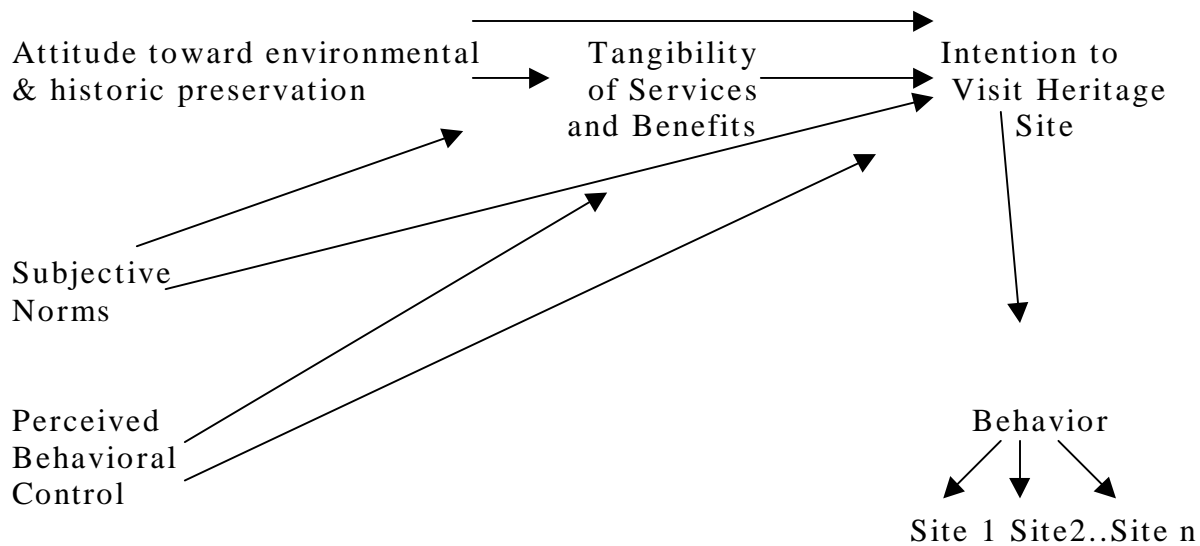 Attitude toward environmental
& historic preservation
Tangibility
of Services
and Benefits
Intention to
Visit Heritage
Site
Subjective
Norms
Perceived
Behavioral
Control
Behavior
Site 1 Site2..Site n